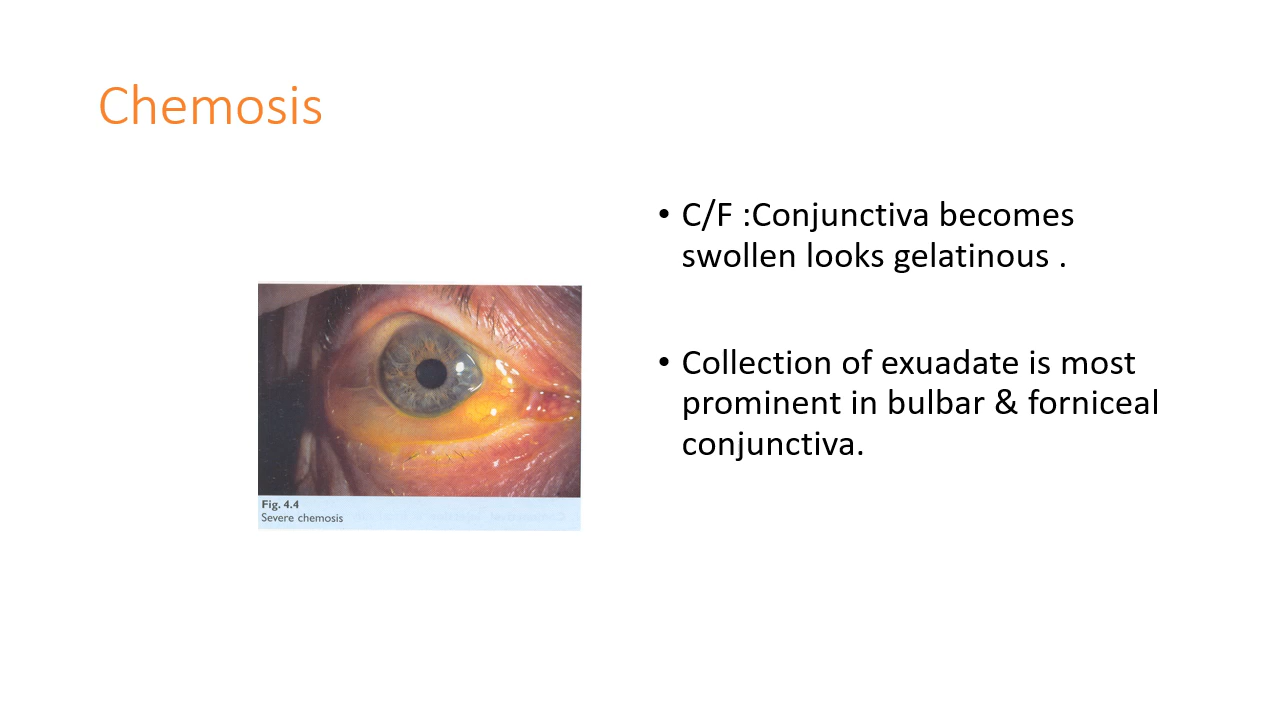 Chemosis
• C/F :Conjunctiva becomes
swollen looks gelatinous .
• Collection of exuadate is most
prominent in bulbar & forniceal
conjunctiva.
Fig. 4.4
Severe chemosis